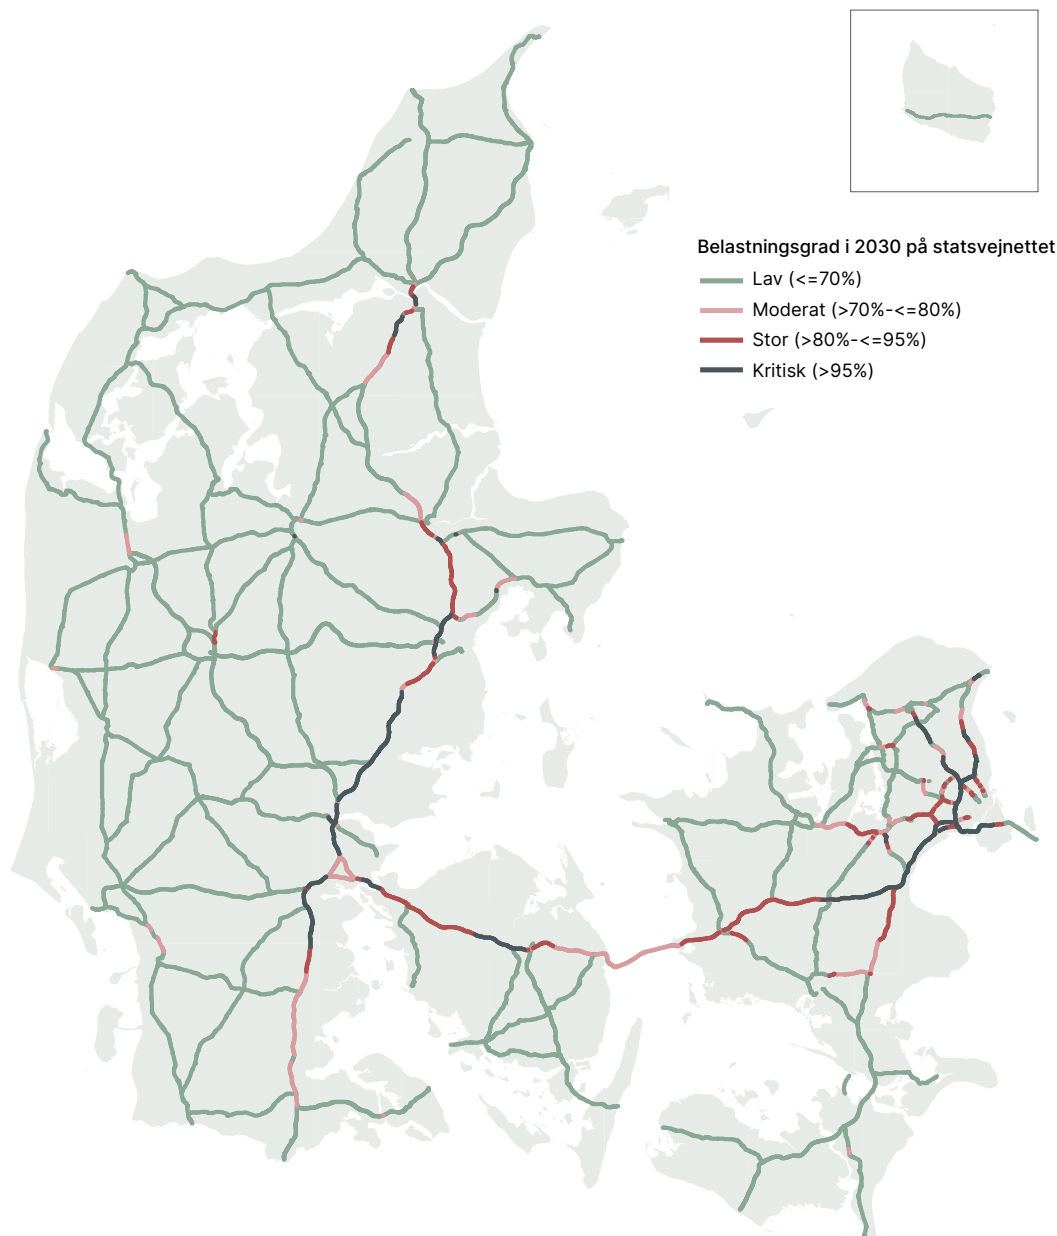 Belastningsgrad i 2030 på statsvejnettet
Lav (<=70%)
Moderat (>70%-<=80%)
Stor (>80%-<=95%)
Kritisk (>95%)